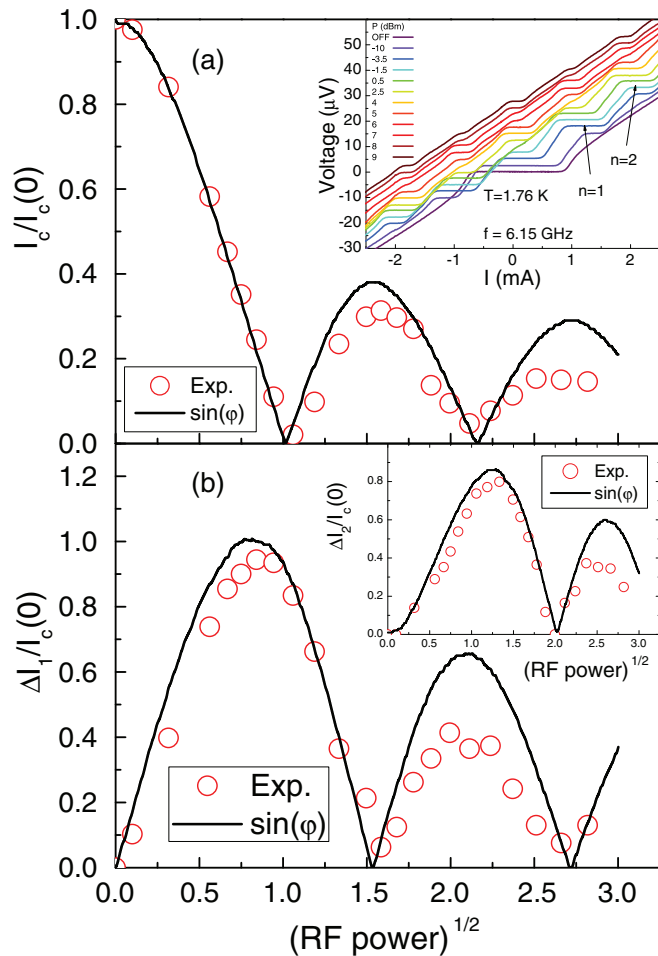 (a)
I_c/I_c(0)
1.0
0.8
0.6
0.4
0.2
0.0
Exp.
sin(φ)
P (dBm)
OFF
-10
-3.5
-1.5
0.5
2.5
4
5
6
7
8
9
Voltage (μV)
50
40
30
20
10
0
-10
-20
-30
T=1.76 K
n=1
n=2
f = 6.15 GHz
-2 -1 0 1 2
I (mA)
(b)
ΔI_1/I_c(0)
1.2
1.0
0.8
0.6
0.4
0.2
0.0
Exp.
sin(φ)
ΔI_2/I_c(0)
0.8
0.6
0.4
0.2
0.0
Exp.
sin(φ)
0.0 0.5 1.0 1.5 2.0 2.5 3.0
(RF power)^1/2
0.0 0.5 1.0 1.5 2.0 2.5 3.0
(RF power)^1/2